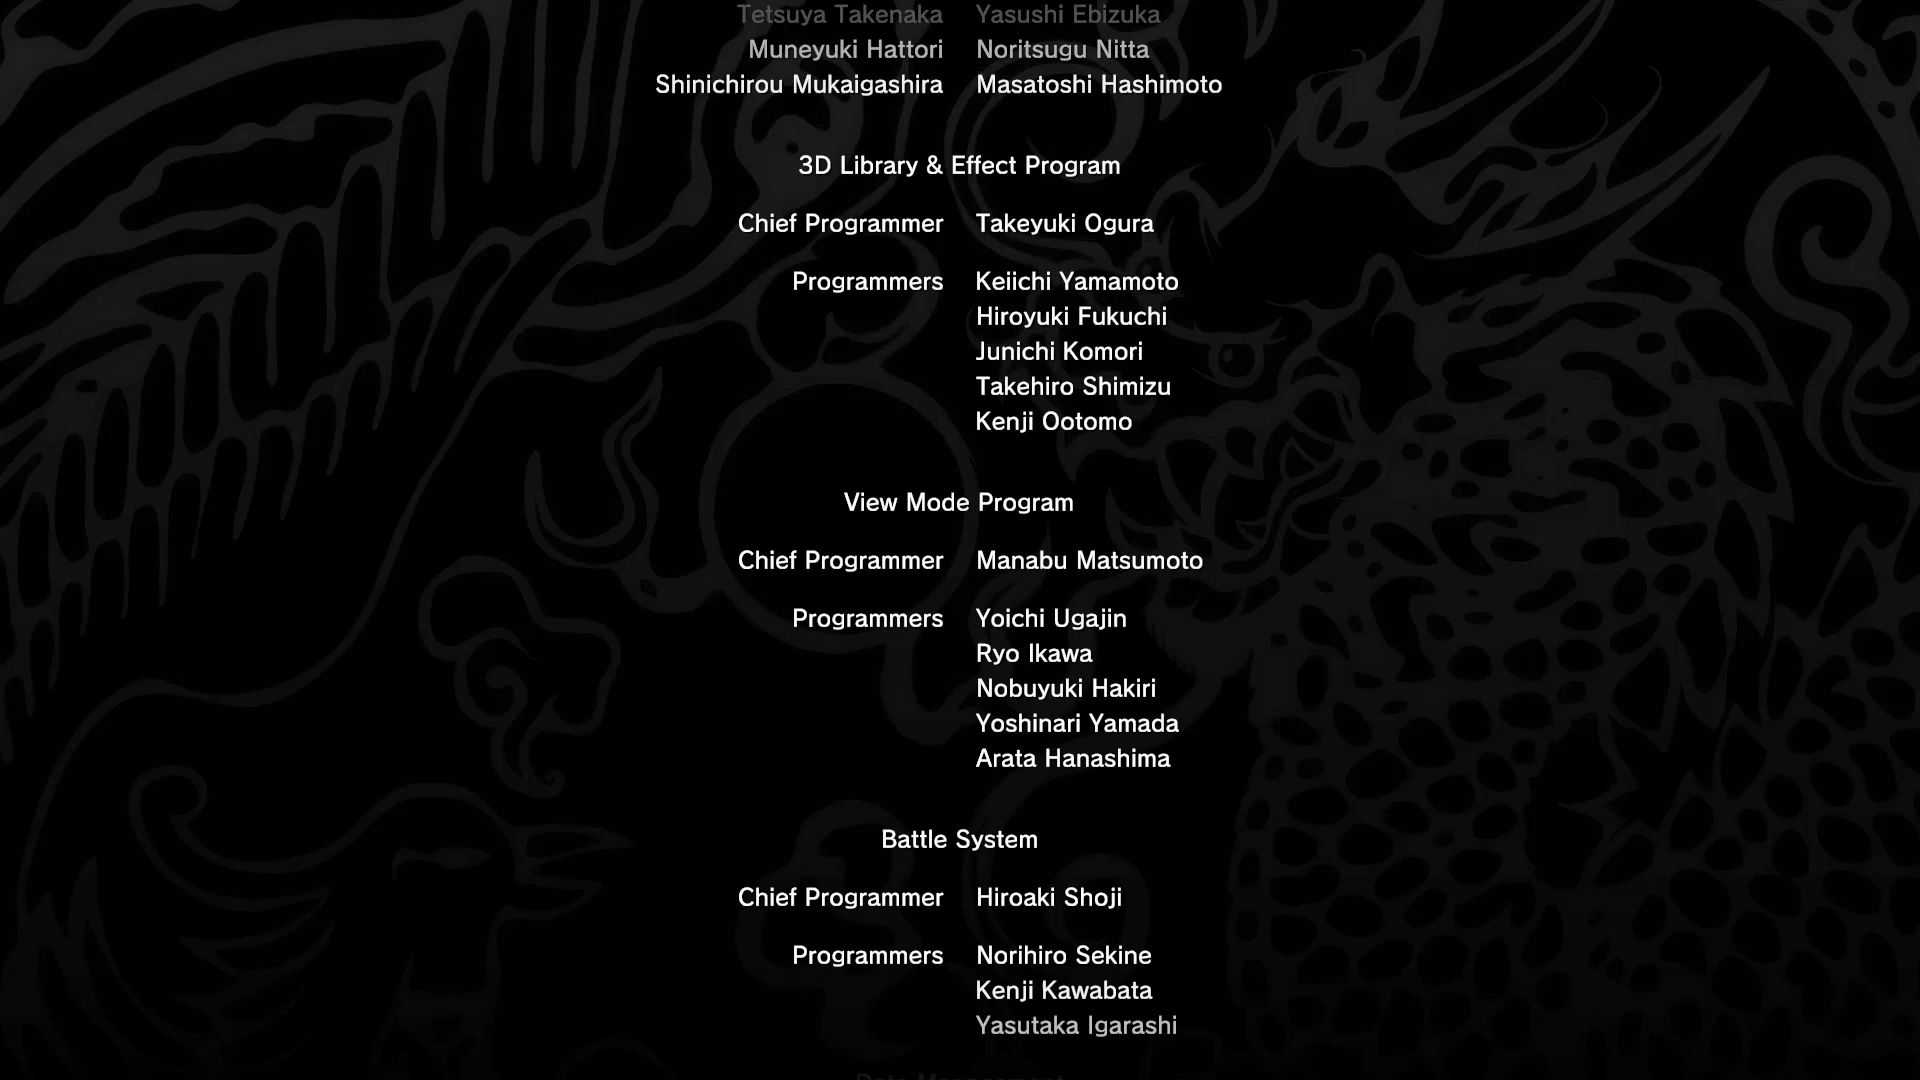 Tetsuya Takenaka Yasushi Ebizuka
Muneyuki Hattori Noritsugu Nitta
Shinichirou Mukaigashira Masatoshi Hashimoto
3D Library & Effect Program
Chief Programmer Takeyuki Ogura
Programmers Keiichi Yamamoto
Hiroyuki Fukuchi
Junichi Komori
Takehiro Shimizu
Kenji Ootomo
View Mode Program
Chief Programmer Manabu Matsumoto
Programmers Yoichi Ugajin
Ryo Ikawa
Nobuyuki Hakiri
Yoshinari Yamada
Arata Hanashima
Battle System
Chief Programmer Hiroaki Shoji
Programmers Norihiro Sekine
Kenji Kawabata
Yasutaka Igarashi